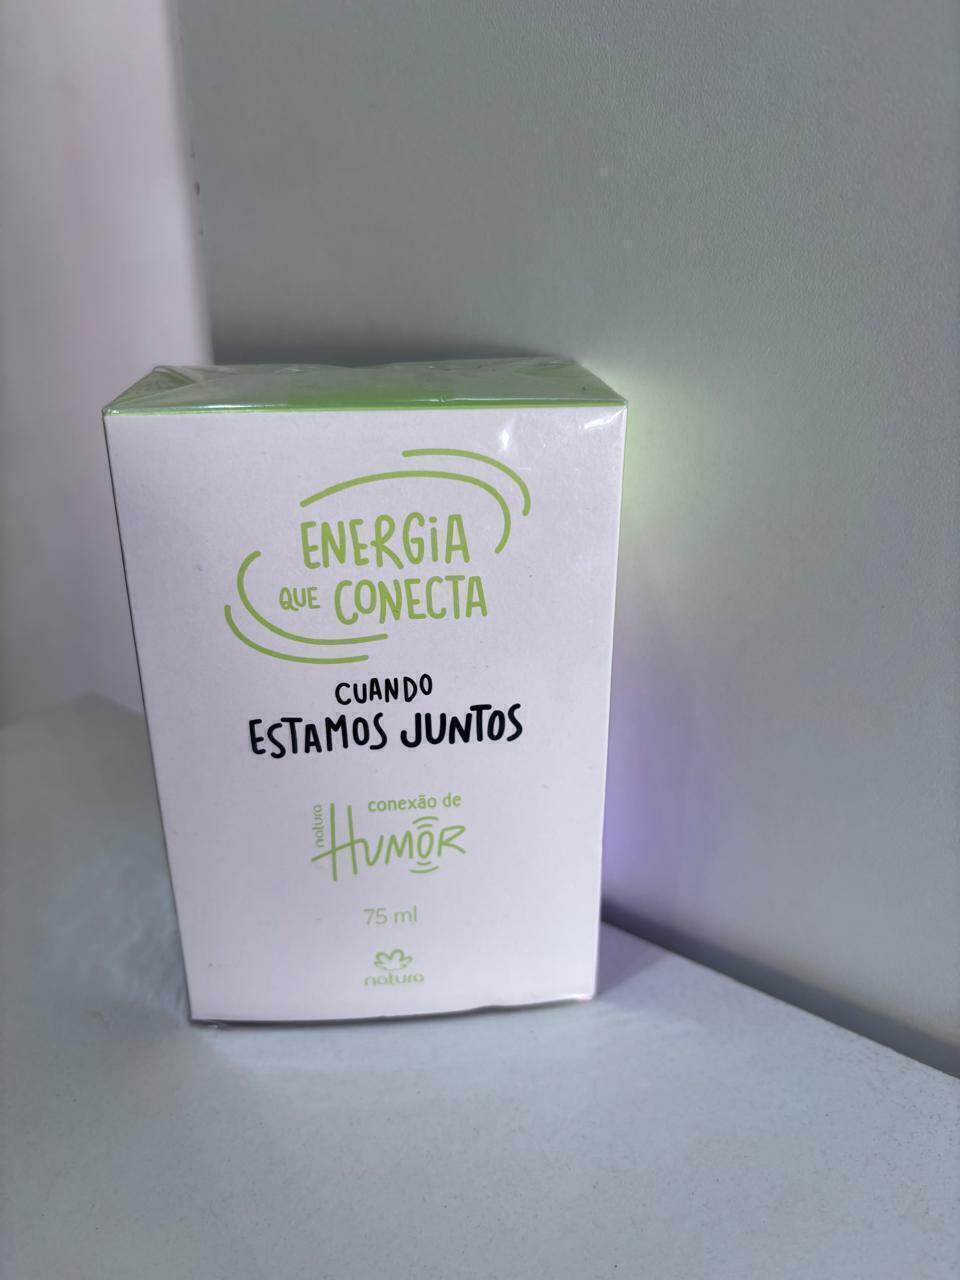 ENERGiA
QUE CONECTA
CUANDO
ESTAMOS JUNTOS
natura
conexão de
HUMOR
75 ml
natura